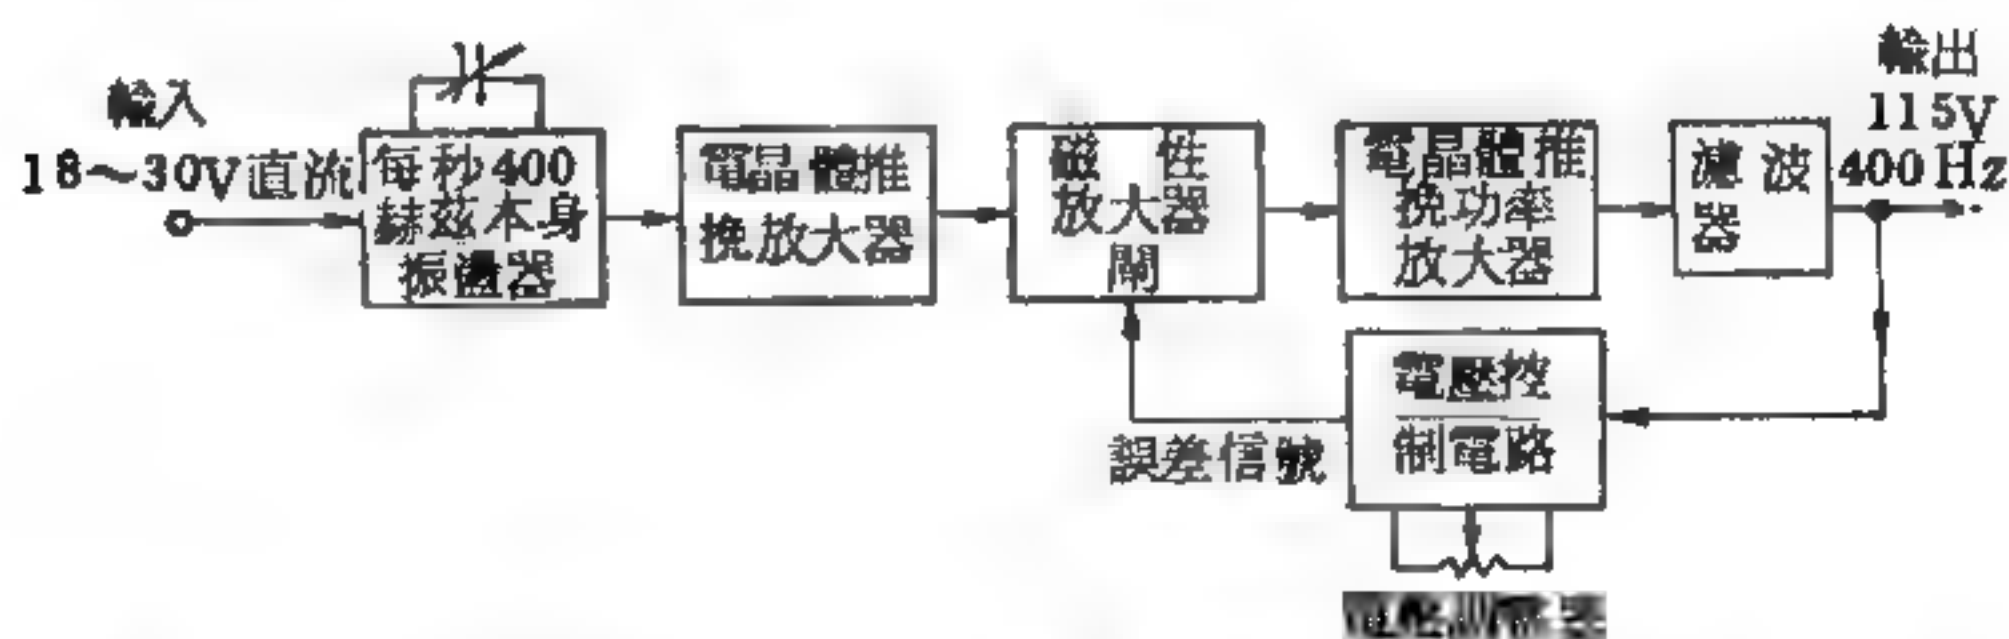 輸入
18～30V直流
每秒400
赫茲本身
振盪器
電晶體推
挽放大器
磁性
放大器
閘
電晶體推
挽功率
放大器
濾波
器
輸出
115V
400 Hz
電壓控
制電路
誤差信號